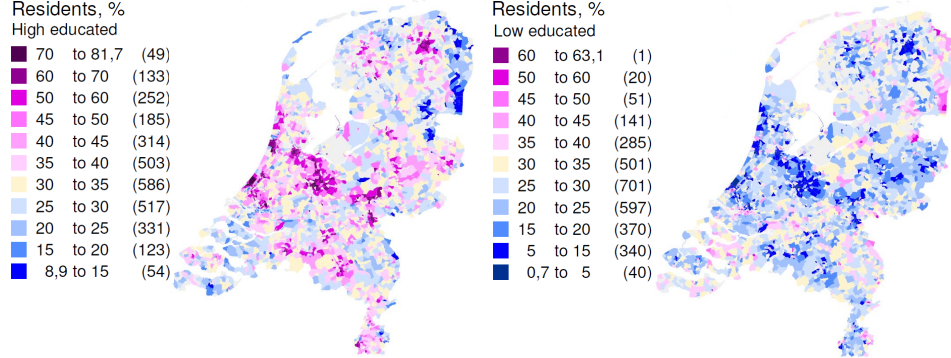 Residents, %
High educated
70 to 81,7 (49)
60 to 70 (133)
50 to 60 (252)
45 to 50 (185)
40 to 45 (314)
35 to 40 (503)
30 to 35 (586)
25 to 30 (517)
20 to 25 (331)
15 to 20 (123)
8,9 to 15 (54)
Residents, %
Low educated
60 to 63,1 (1)
50 to 60 (20)
45 to 50 (51)
40 to 45 (141)
35 to 40 (285)
30 to 35 (501)
25 to 30 (701)
20 to 25 (597)
15 to 20 (370)
5 to 15 (340)
0,7 to 5 (40)